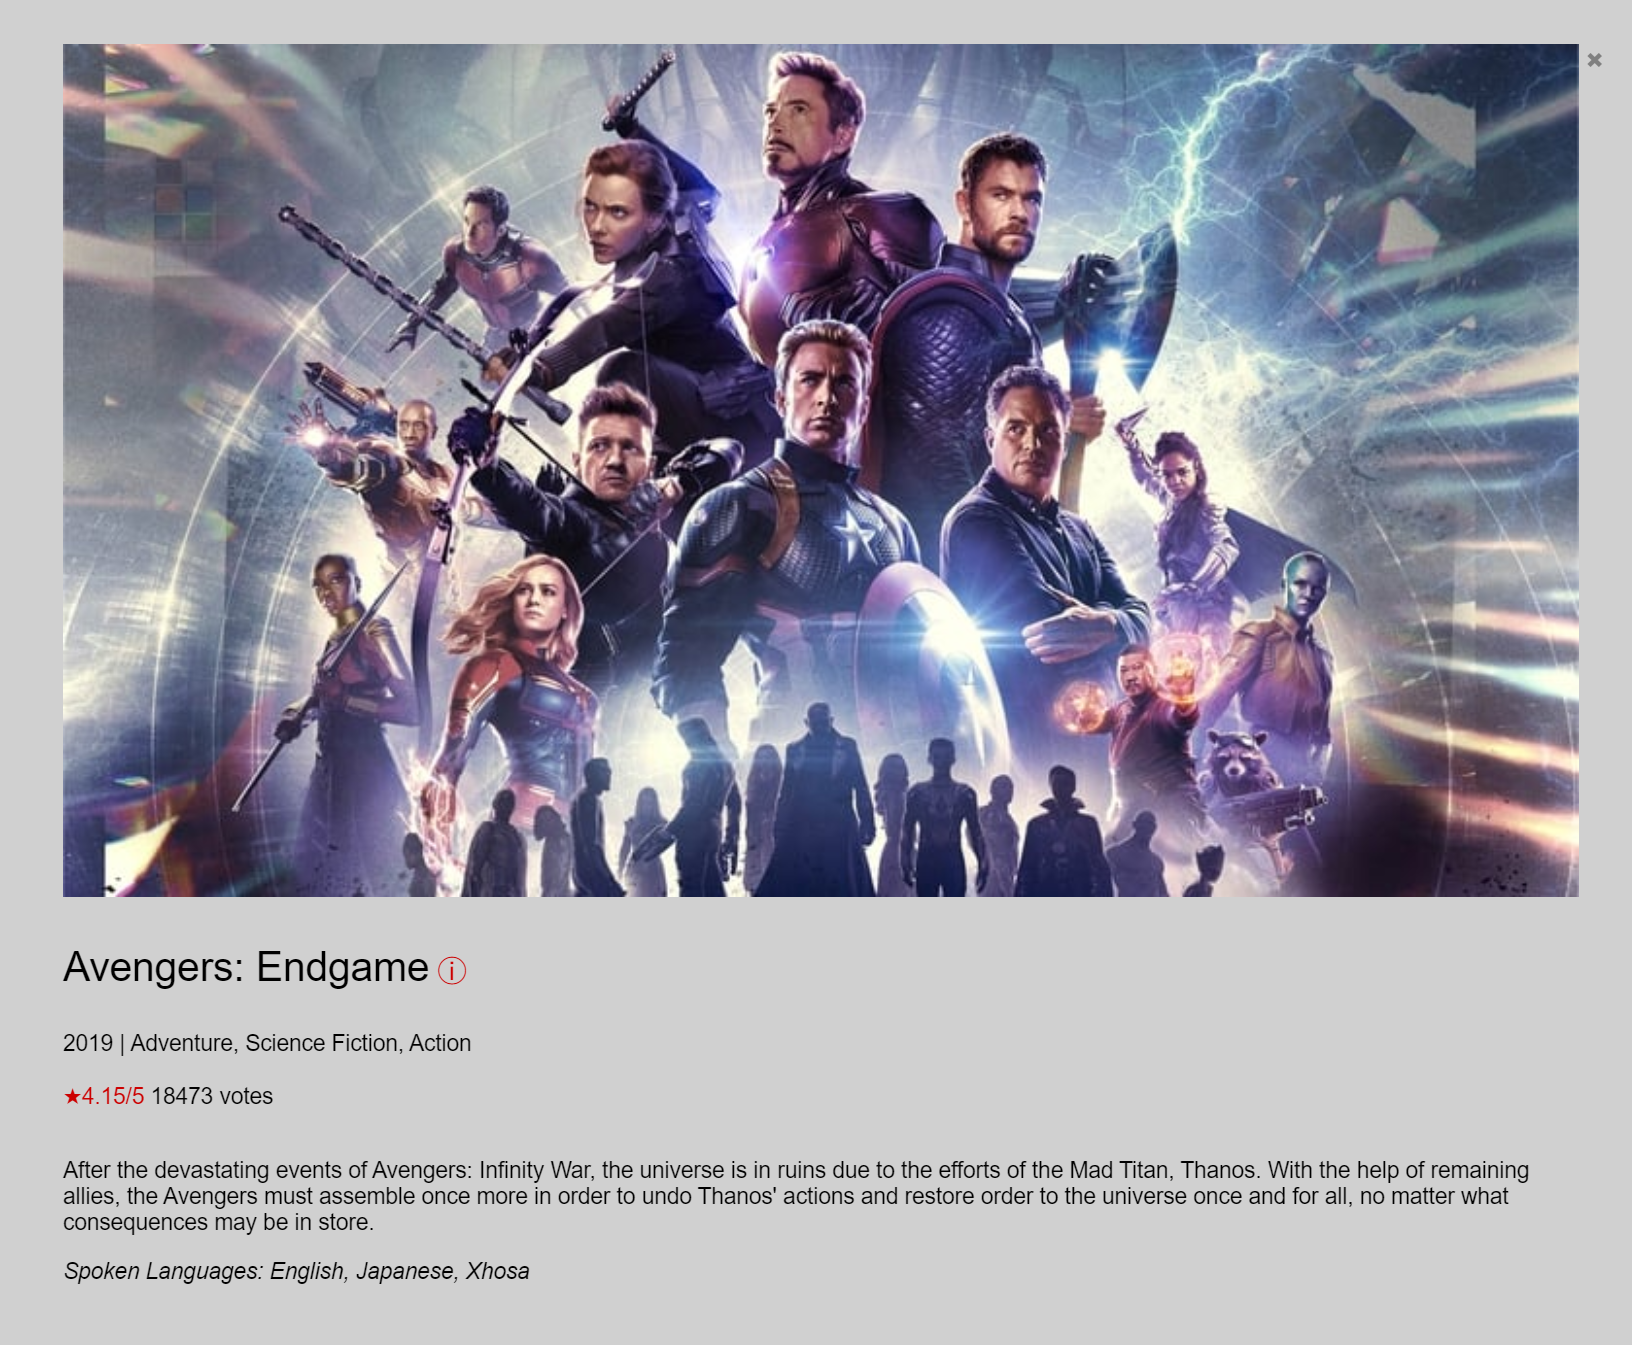 ✖
Avengers: Endgame ⓘ
2019 | Adventure, Science Fiction, Action
★4.15/5 18473 votes
After the devastating events of Avengers: Infinity War, the universe is in ruins due to the efforts of the Mad Titan, Thanos. With the help of remaining
allies, the Avengers must assemble once more in order to undo Thanos' actions and restore order to the universe once and for all, no matter what
consequences may be in store.
Spoken Languages: English, Japanese, Xhosa